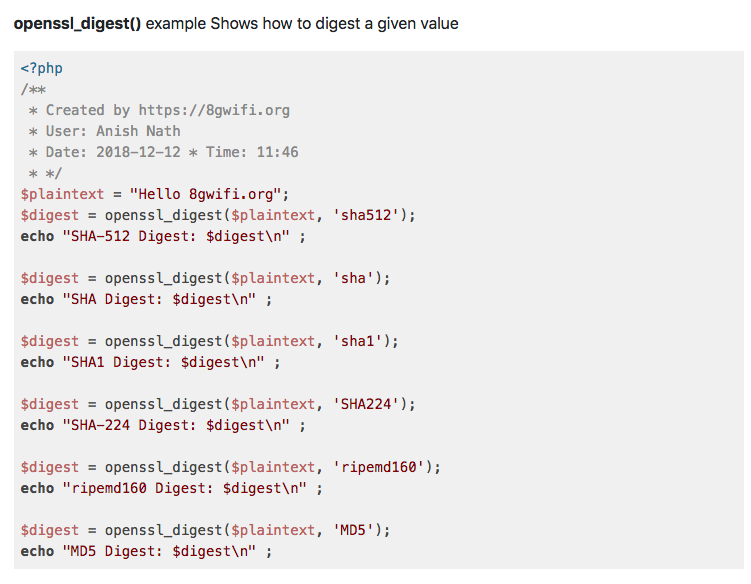 openssl_digest() example Shows how to digest a given value
<?php
/**
 * Created by https://8gwifi.org
 * User: Anish Nath
 * Date: 2018-12-12 * Time: 11:46
 * */
$plaintext = "Hello 8gwifi.org";
$digest = openssl_digest($plaintext, 'sha512');
echo "SHA-512 Digest: $digest\n" ;
$digest = openssl_digest($plaintext, 'sha');
echo "SHA Digest: $digest\n" ;
$digest = openssl_digest($plaintext, 'sha1');
echo "SHA1 Digest: $digest\n" ;
$digest = openssl_digest($plaintext, 'SHA224');
echo "SHA-224 Digest: $digest\n" ;
$digest = openssl_digest($plaintext, 'ripemd160');
echo "ripemd160 Digest: $digest\n" ;
$digest = openssl_digest($plaintext, 'MD5');
echo "MD5 Digest: $digest\n" ;